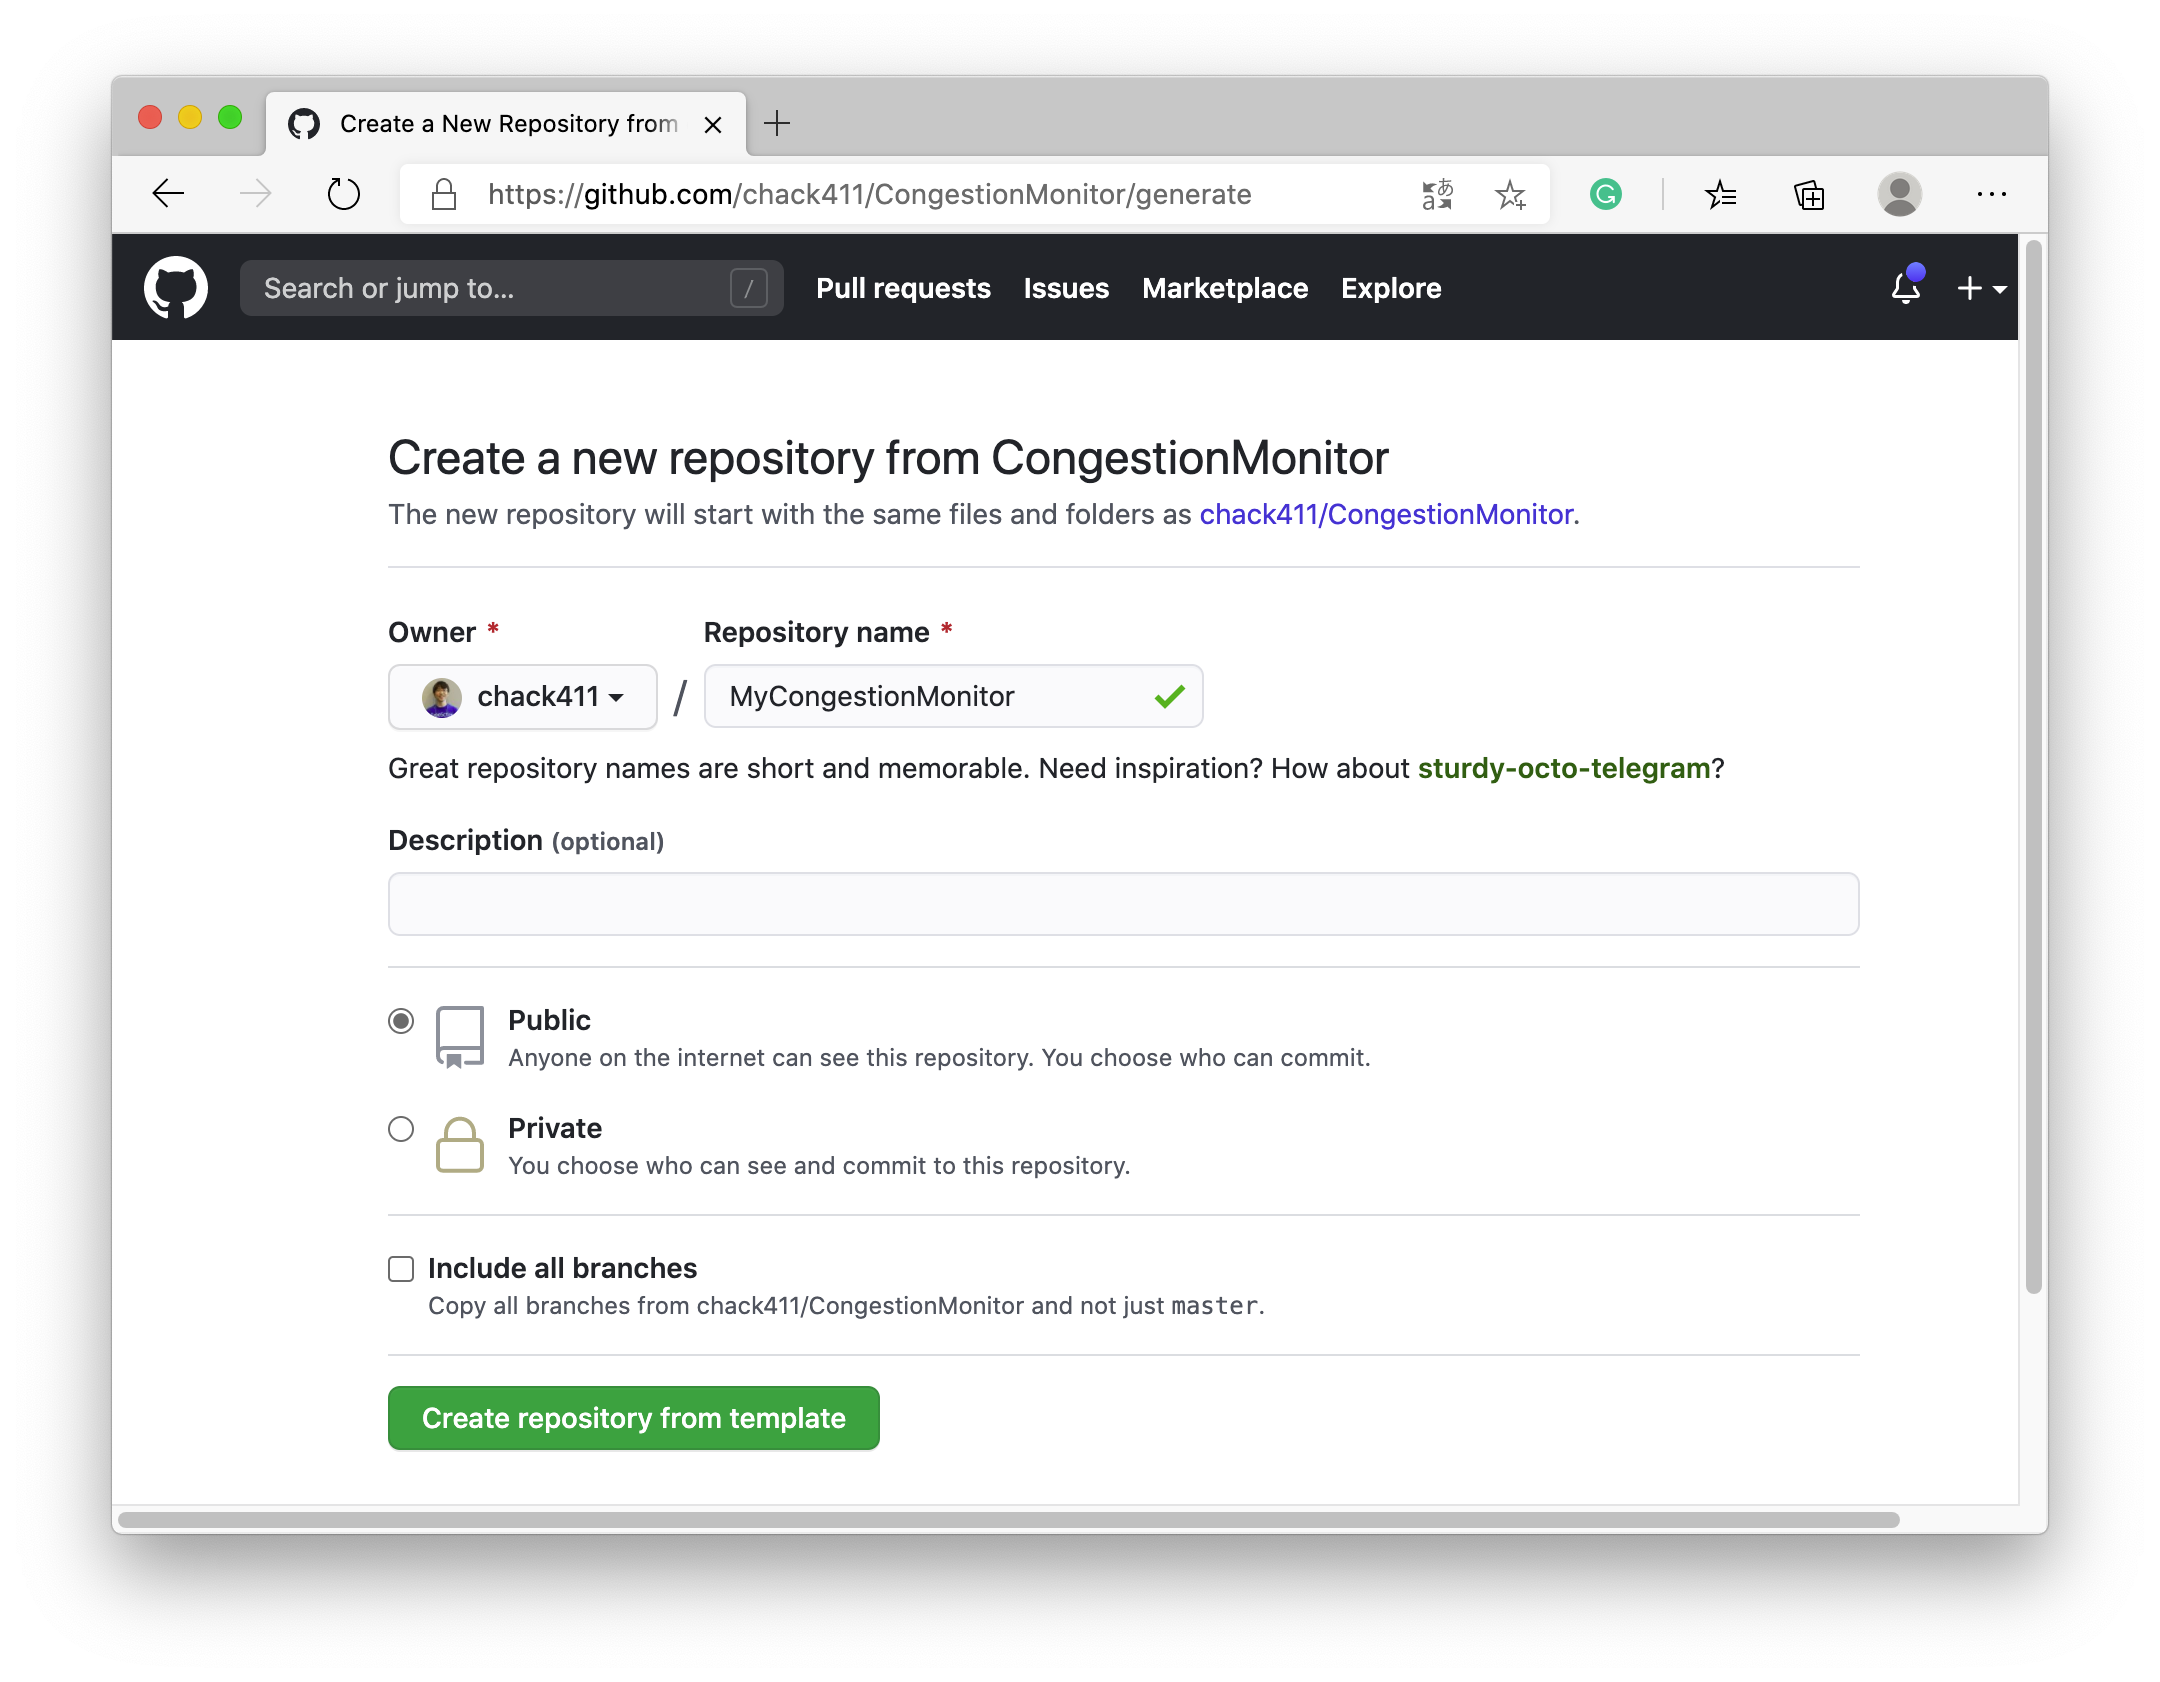 Create a New Repository from
https://github.com/chack411/CongestionMonitor/generate
Search or jump to... /
Pull requests Issues Marketplace Explore
Create a new repository from CongestionMonitor
The new repository will start with the same files and folders as chack411/CongestionMonitor.
Owner * Repository name *
chack411 / MyCongestionMonitor
Great repository names are short and memorable. Need inspiration? How about sturdy-octo-telegram?
Description (optional)
Public
Anyone on the internet can see this repository. You choose who can commit.
Private
You choose who can see and commit to this repository.
Include all branches
Copy all branches from chack411/CongestionMonitor and not just master.
Create repository from template